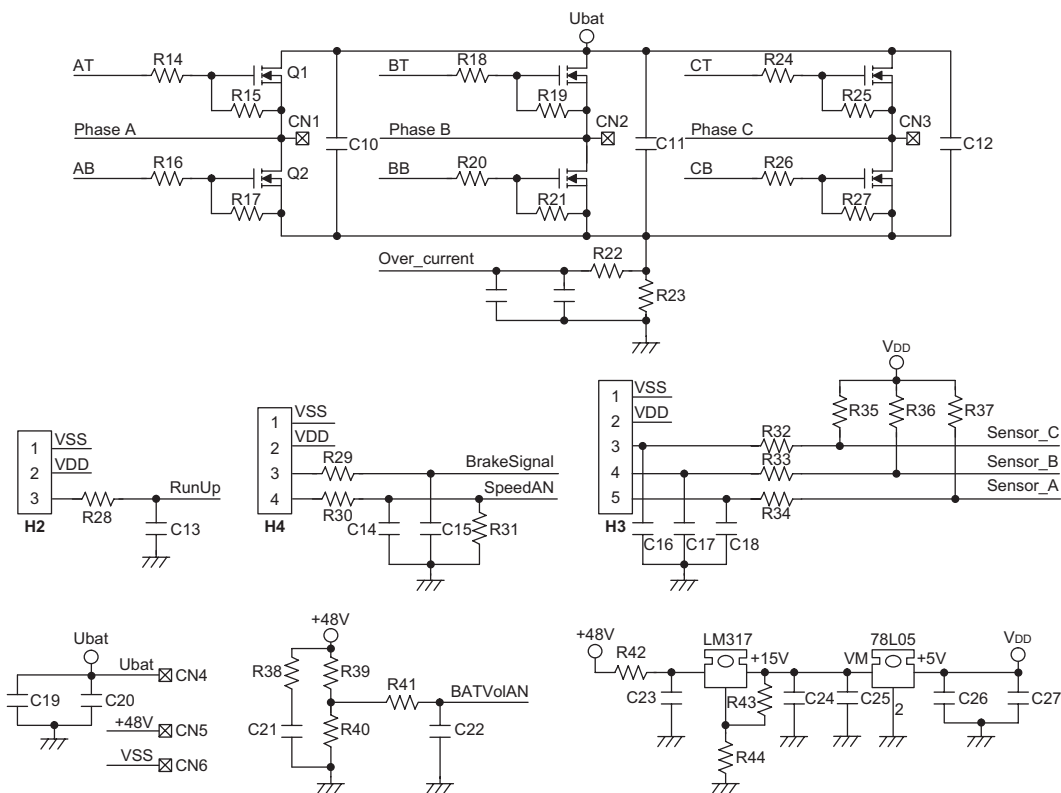 Ubat
AT R14 Q1 BT R18 CT R24
R15 R19 R25
CN1 CN2 CN3
Phase A C10 Phase B C11 Phase C C12
AB R16 Q2 BB R20 CB R26
R17 R21 R27
Over_current R22
R23
VDD
1 VSS
2 VDD
3 R28 RunUp
H2 C13
1 VSS
2 VDD
3 R29 BrakeSignal
4 R30 SpeedAN
H4 C14 C15 R31
1 VSS
2 VDD R35 R36 R37
3 R32 Sensor_C
4 R33 Sensor_B
5 R34 Sensor_A
H3 C16 C17 C18
Ubat
Ubat CN4
C19 C20
+48V CN5
VSS CN6
+48V
R38 R39
R41 BATVolAN
C21 R40 C22
+48V R42 LM317 +15V VM 78L05 +5V VDD
C23 R43 C24 C25 2 C26 C27
R44